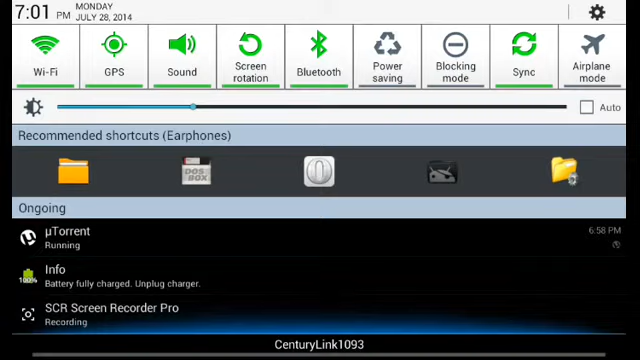 7:01 PM MONDAY
JULY 28, 2014
Wi-Fi
GPS
Sound
Screen rotation
Bluetooth
Power saving
Blocking mode
Sync
Airplane mode
Auto
Recommended shortcuts (Earphones)
DOS BOX
Ongoing
µTorrent 6:58 PM
Running
Info
100%
Battery fully charged. Unplug charger.
SCR Screen Recorder Pro
Recording
CenturyLink1093